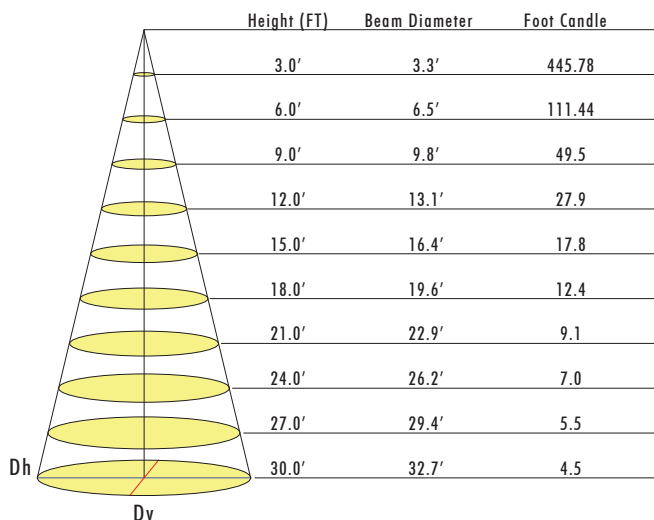 Height (FT) Beam Diameter Foot Candle
3.0′ 3.3′ 445.78
6.0′ 6.5′ 111.44
9.0′ 9.8′ 49.5
12.0′ 13.1′ 27.9
15.0′ 16.4′ 17.8
18.0′ 19.6′ 12.4
21.0′ 22.9′ 9.1
24.0′ 26.2′ 7.0
27.0′ 29.4′ 5.5
Dh 30.0′ 32.7′ 4.5
Dv